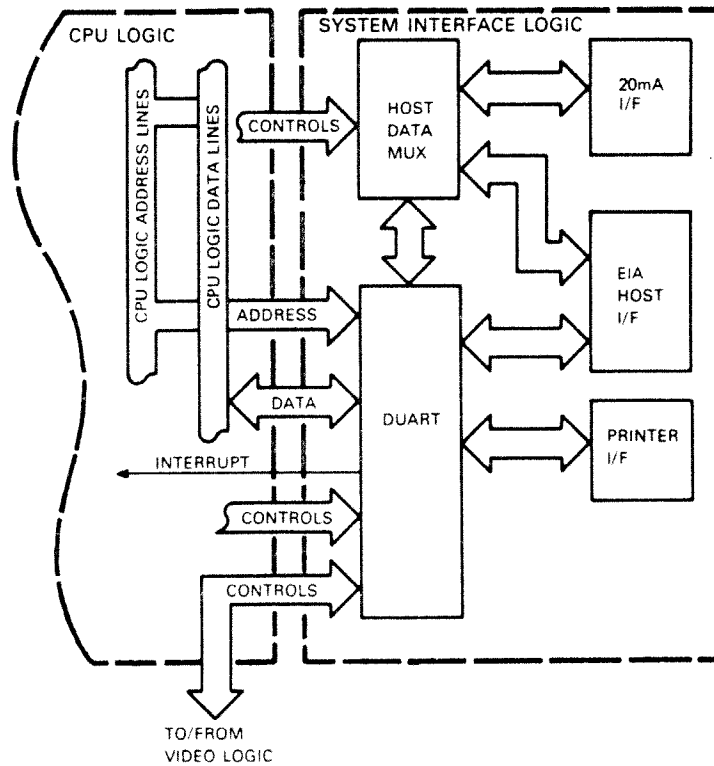 CPU LOGIC
SYSTEM INTERFACE LOGIC
CPU LOGIC ADDRESS LINES
CPU LOGIC DATA LINES
CONTROLS
HOST
DATA
MUX
20mA
I/F
EIA
HOST
I/F
ADDRESS
DATA
DUART
PRINTER
I/F
INTERRUPT
CONTROLS
CONTROLS
TO/FROM
VIDEO LOGIC